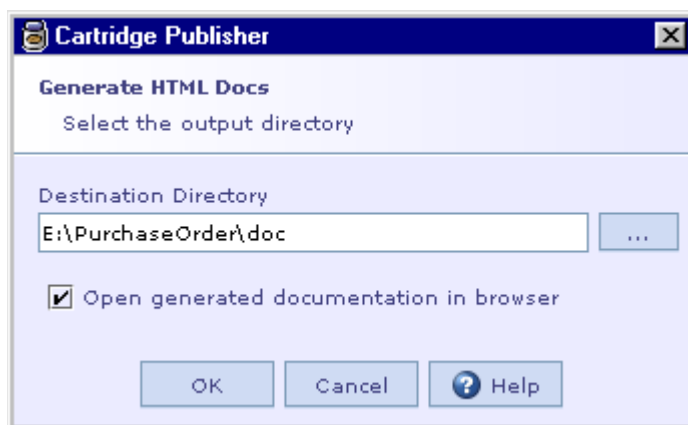 Cartridge Publisher
Generate HTML Docs
Select the output directory
Destination Directory
E:\PurchaseOrder\doc
...
Open generated documentation in browser
OK Cancel ? Help